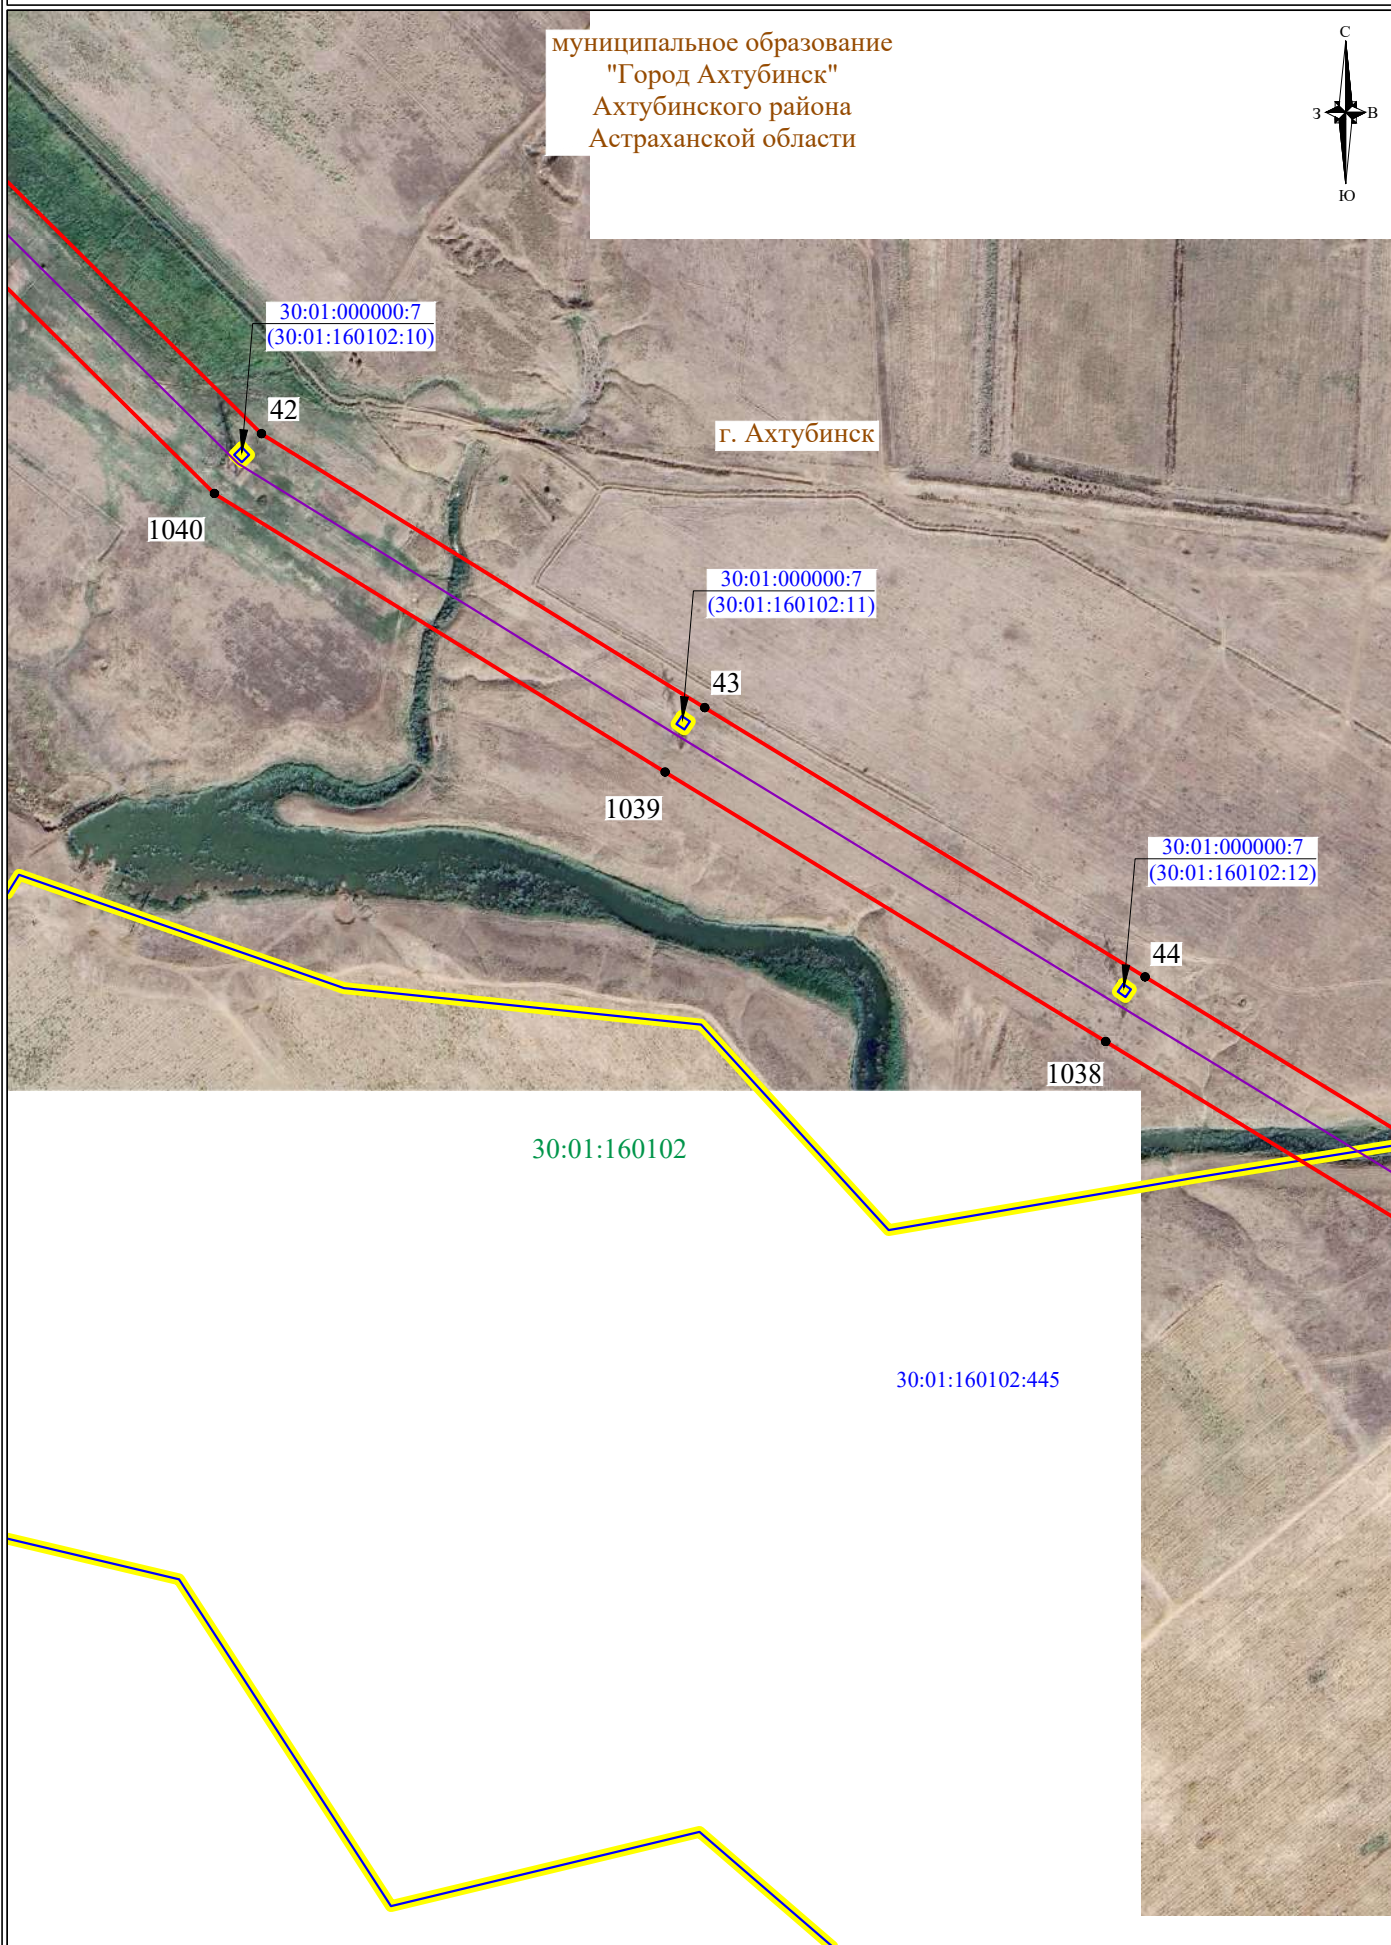 муниципальное образование
"Город Ахтубинск"
Ахтубинского района
Астраханской области
С
З
В
Ю
30:01:000000:7
(30:01:160102:10)
42
г. Ахтубинск
1040
30:01:000000:7
(30:01:160102:11)
43
1039
30:01:000000:7
(30:01:160102:12)
44
1038
30:01:160102
30:01:160102:445